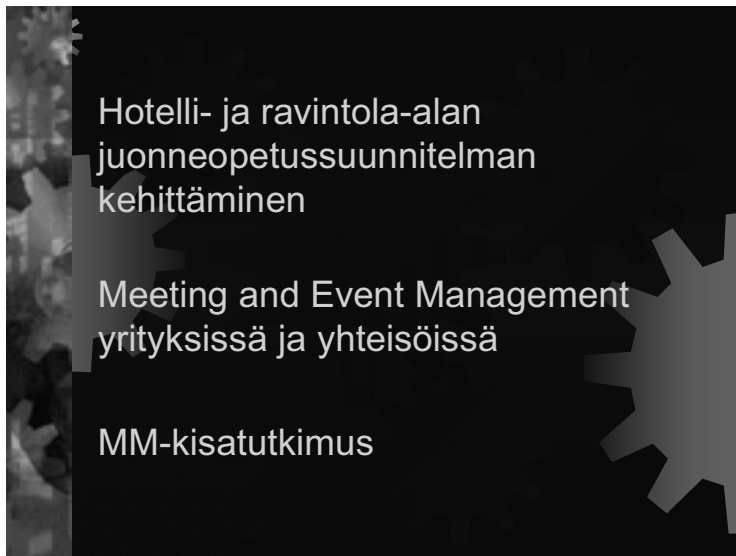 Hotelli- ja ravintola-alan
juonneopetussuunnitelman
kehittäminen
Meeting and Event Management
yrityksissä ja yhteisöissä
MM-kisatutkimus